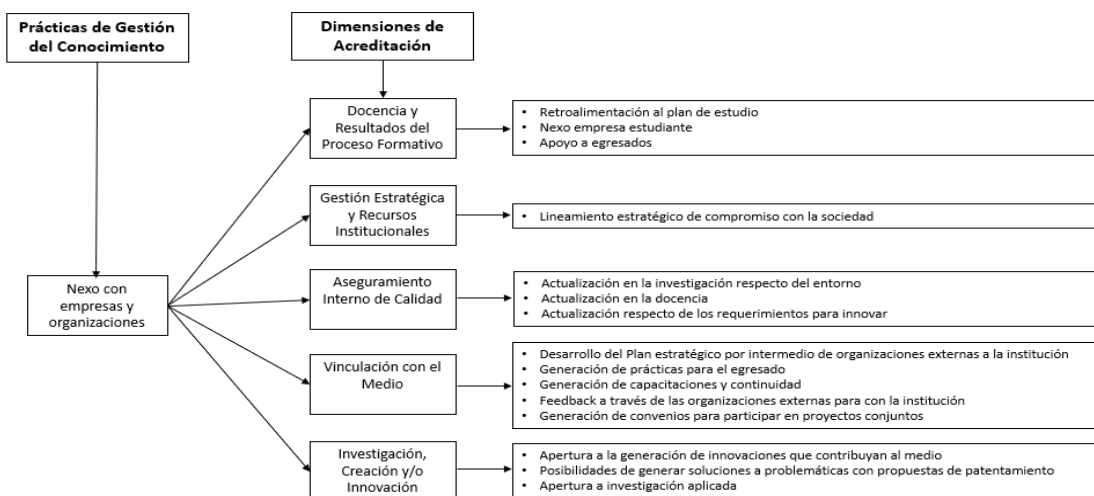 Prácticas de Gestión
del Conocimiento
Dimensiones de
Acreditación
Docencia y
Resultados del
Proceso Formativo
• Retroalimentación al plan de estudio
• Nexo empresa estudiante
• Apoyo a egresados
Gestión Estratégica
y Recursos
Institucionales
• Lineamiento estratégico de compromiso con la sociedad
Nexo con
empresas y
organizaciones
Aseguramiento
Interno de Calidad
• Actualización en la investigación respecto del entorno
• Actualización en la docencia
• Actualización respecto de los requerimientos para innovar
Vinculación con el
Medio
• Desarrollo del Plan estratégico por intermedio de organizaciones externas a la institución
• Generación de prácticas para el egresado
• Generación de capacitaciones y continuidad
• Feedback a través de las organizaciones externas para con la institución
• Generación de convenios para participar en proyectos conjuntos
Investigación,
Creación y/o
Innovación
• Apertura a la generación de innovaciones que contribuyan al medio
• Posibilidades de generar soluciones a problemáticas con propuestas de patentamiento
• Apertura a investigación aplicada